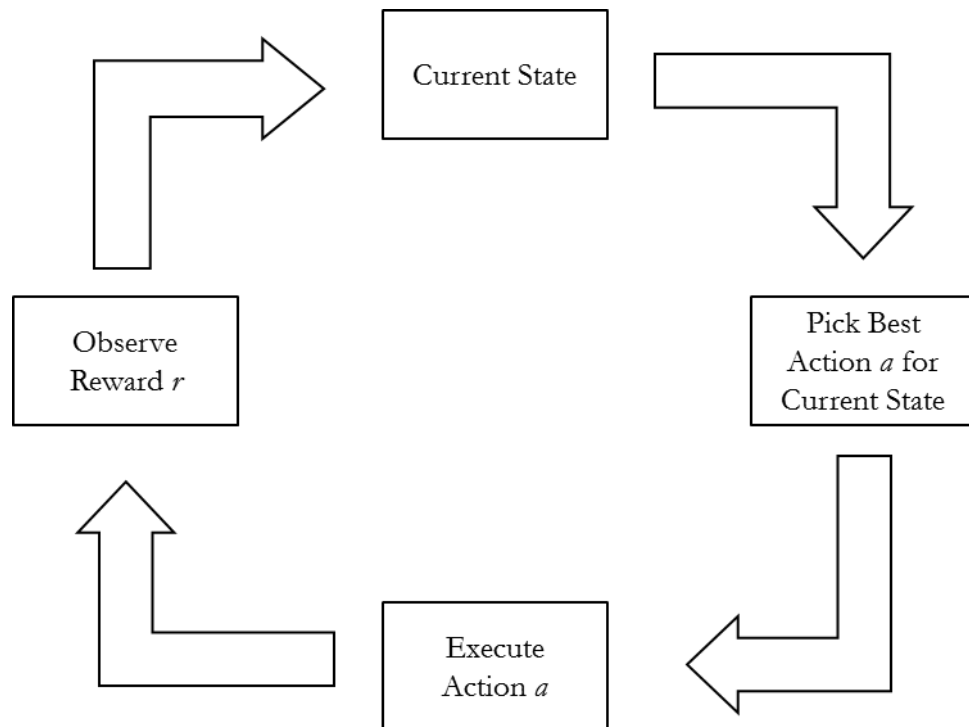 Current State
Pick Best
Action a for
Current State
Execute
Action a
Observe
Reward r